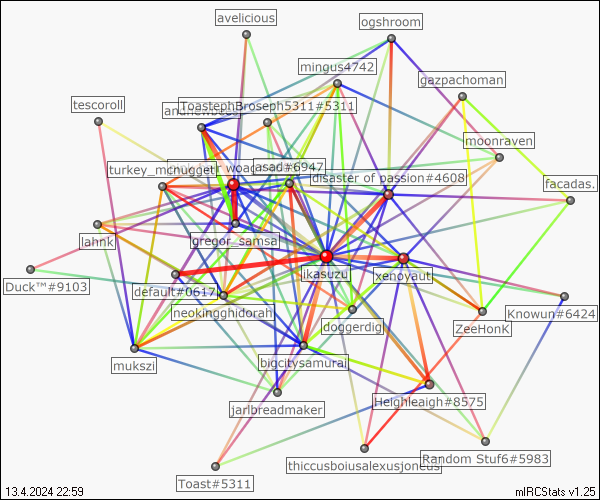 avelicious
ogshroom
mingus4742
gazpachoman
tescoroll
ToastephBroseph5311#5311
moonraven
turkey_mcnugget
asad#6947
disaster of passion#4608
facadas.
lahnk
gregor_samsa
Duck™#9103
default#0617
ikasuzu
xenoyaut
neokingghidorah
Knowun#6424
doggerdig
ZeeHonK
mukszi
bigcitysamurai
Heighleaigh#8575
jarlbreadmaker
thiccusboiusalexusjoneus
Random Stuf6#5983
Toast#5311
13.4.2024 22:59
mIRCStats v1.25